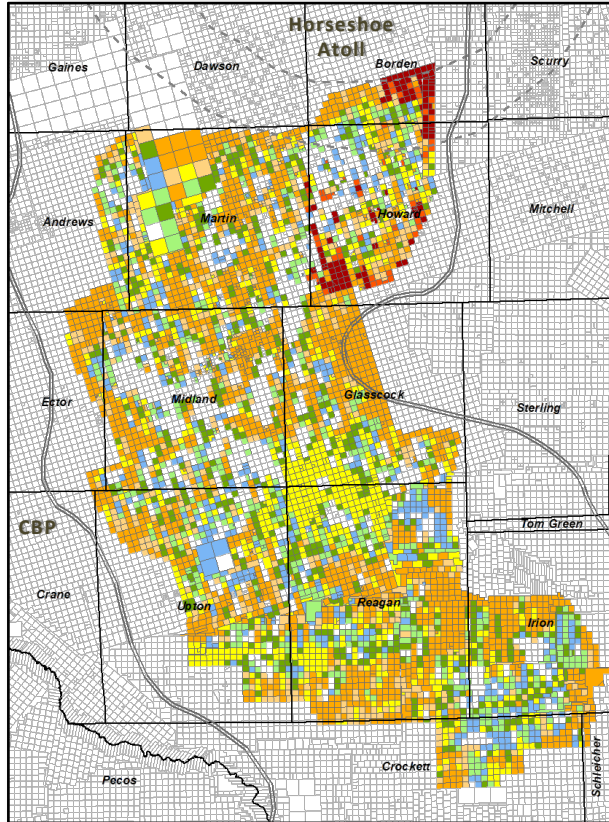 Horseshoe
Atoll
Gaines
Dawson
Borden
Scurry
Andrews
Martin
Howard
Mitchell
Ector
Midland
Glasscock
Sterling
CBP
Tom Green
Crane
Upton
Reagan
Irion
Pecos
Crockett
Schleicher